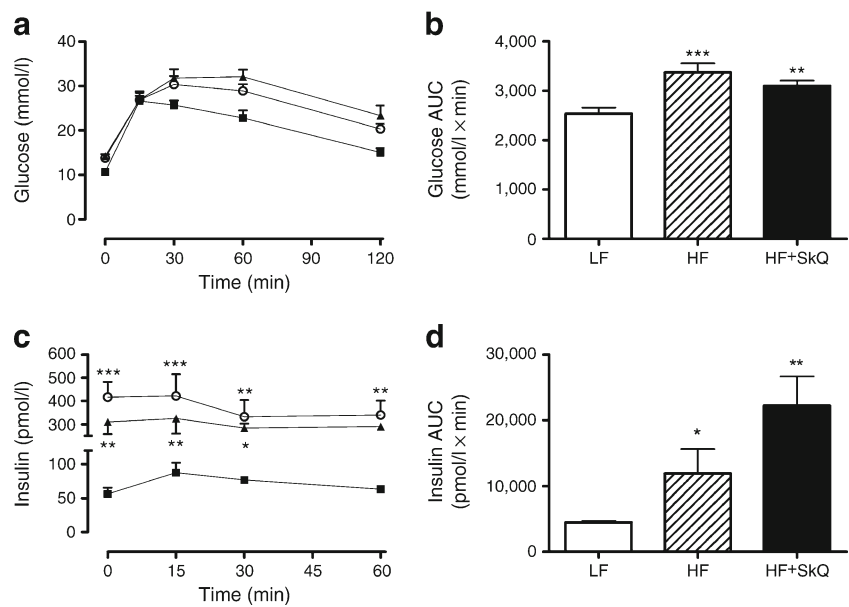 a
Glucose (mmol/l)
40
30
20
10
0
0 30 60 90 120
Time (min)
b
Glucose AUC
(mmol/l × min)
4,000
3,000
2,000
1,000
0
***
**
LF HF HF+SkQ
c
Insulin (pmol/l)
600
500
400
300
100
50
0
*** *** ** **
** ** *
0 15 30 45 60
Time (min)
d
Insulin AUC
(pmol/l × min)
30,000
20,000
10,000
0
*
**
LF HF HF+SkQ